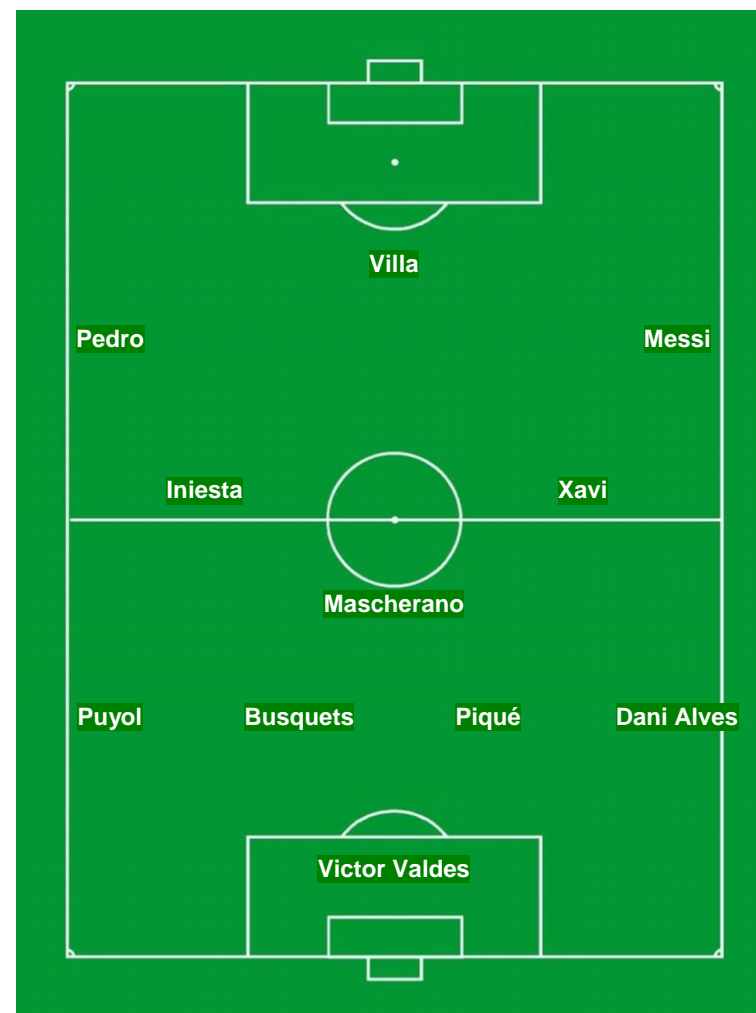 Villa
Pedro Messi
Iniesta Xavi
Mascherano
Puyol Busquets Piqué Dani Alves
Victor Valdes